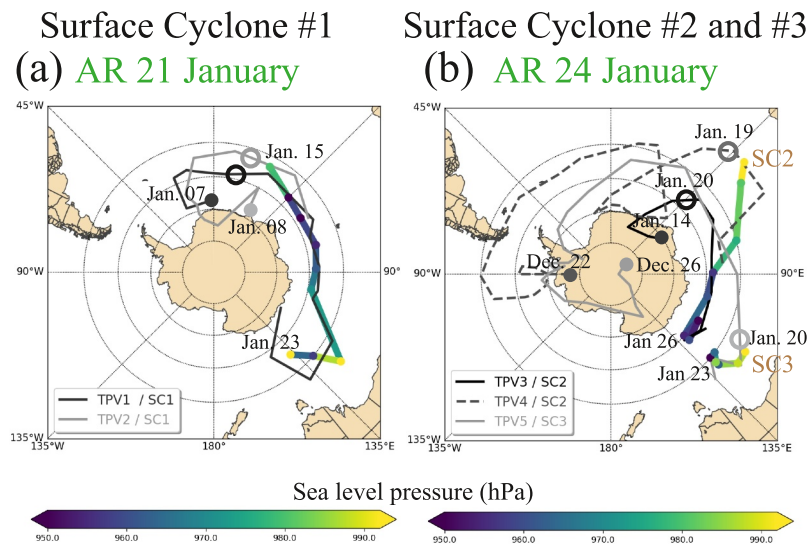 Surface Cyclone #1
Surface Cyclone #2 and #3
(a) AR 21 January
(b) AR 24 January
45°W
45°E
90°W
90°
135°W
180°
135°E
Jan. 15
Jan. 07
Jan. 08
Jan. 23
TPV1 / SC1
TPV2 / SC1
45°W
45°E
90°W
90°E
135°W
180°
135°E
Jan. 19
SC2
Jan. 20
Jan. 14
Dec. 22
Dec. 26
Jan 26
Jan. 20
SC3
Jan 23
TPV3 / SC2
TPV4 / SC2
TPV5 / SC3
Sea level pressure (hPa)
950.0 960.0 970.0 980.0 990.0
950.0 960.0 970.0 980.0 990.0